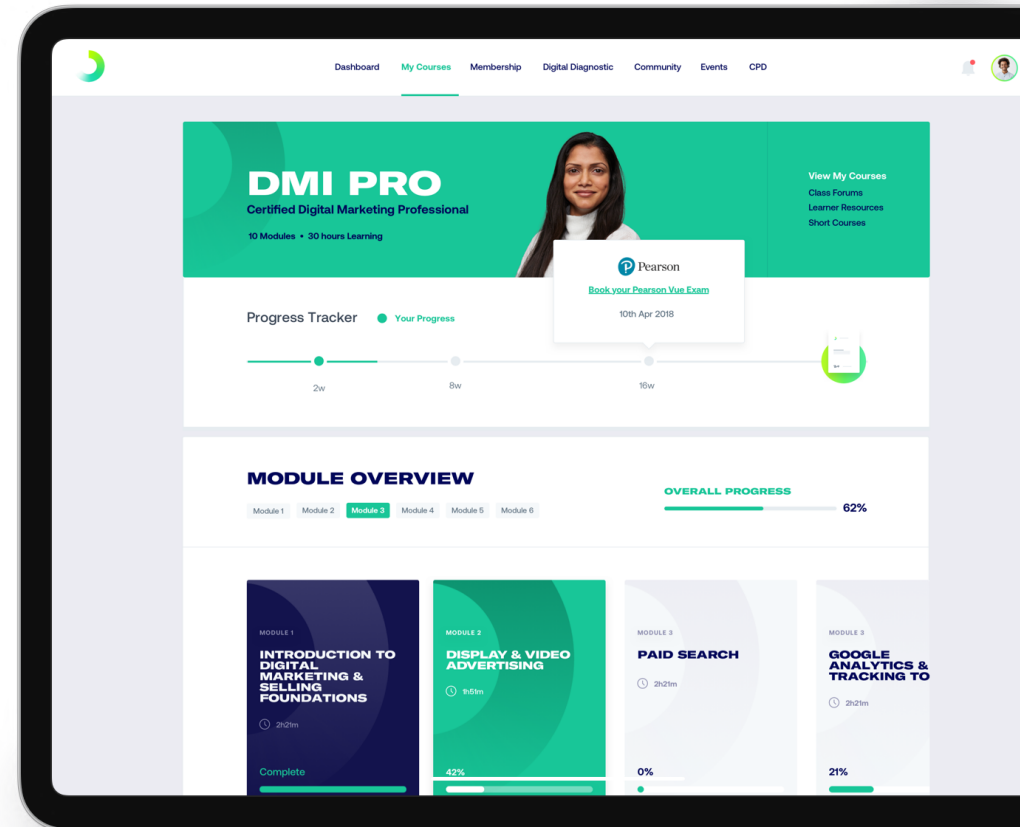 Dashboard
My Courses
Membership
Digital Diagnostic
Community
Events
CPD
DMI PRO
Certified Digital Marketing Professional
10 Modules • 30 hours Learning
View My Courses
Class Forums
Learner Resources
Short Courses
Pearson
Book your Pearson Vue Exam
10th Apr 2018
Progress Tracker
Your Progress
2w
8w
16w
MODULE OVERVIEW
Module 1
Module 2
Module 3
Module 4
Module 5
Module 6
OVERALL PROGRESS
62%
MODULE 1
INTRODUCTION TO
DIGITAL
MARKETING &
SELLING
FOUNDATIONS
2h21m
Complete
MODULE 2
DISPLAY & VIDEO
ADVERTISING
1h51m
42%
MODULE 3
PAID SEARCH
2h21m
0%
MODULE 3
GOOGLE
ANALYTICS &
TRACKING TO
2h21m
21%